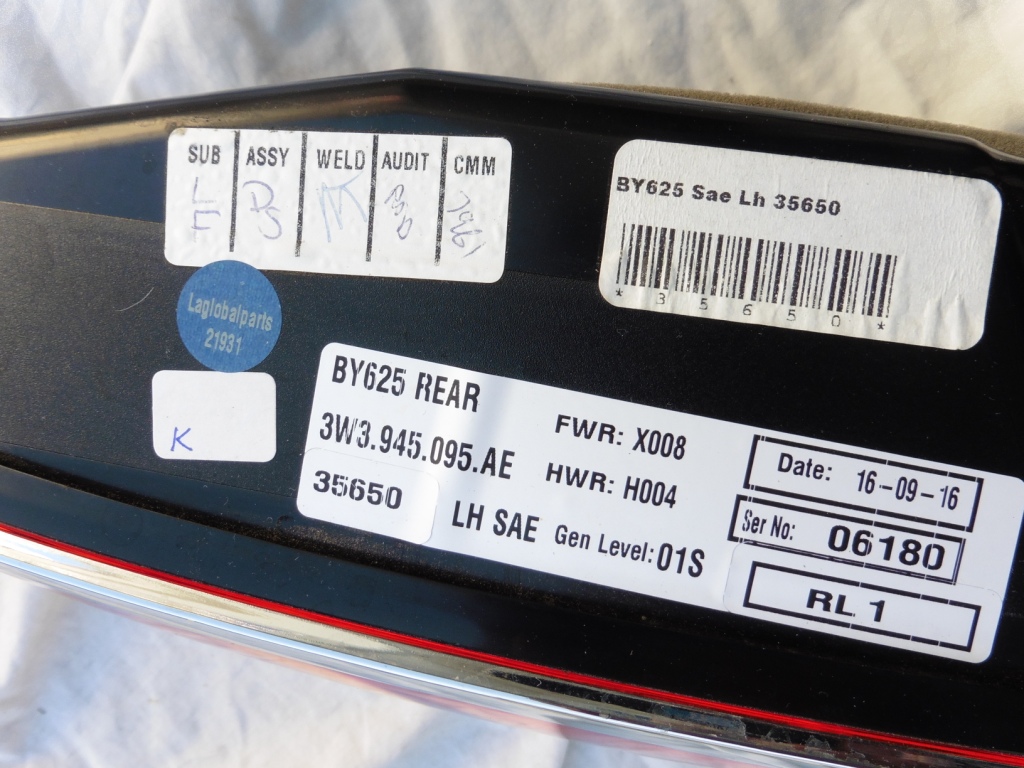 SUB ASSY WELD AUDIT CMM
L
F
DS
BY625 Sae Lh 35650
* 3 5 6 5 0 *
Laglobalparts
21931
K
BY625 REAR
3W3.945.095.AE
35650
LH SAE
FWR: X008
HWR: H004
Gen Level: 01S
Date: 16-09-16
Ser No: 06180
RL 1